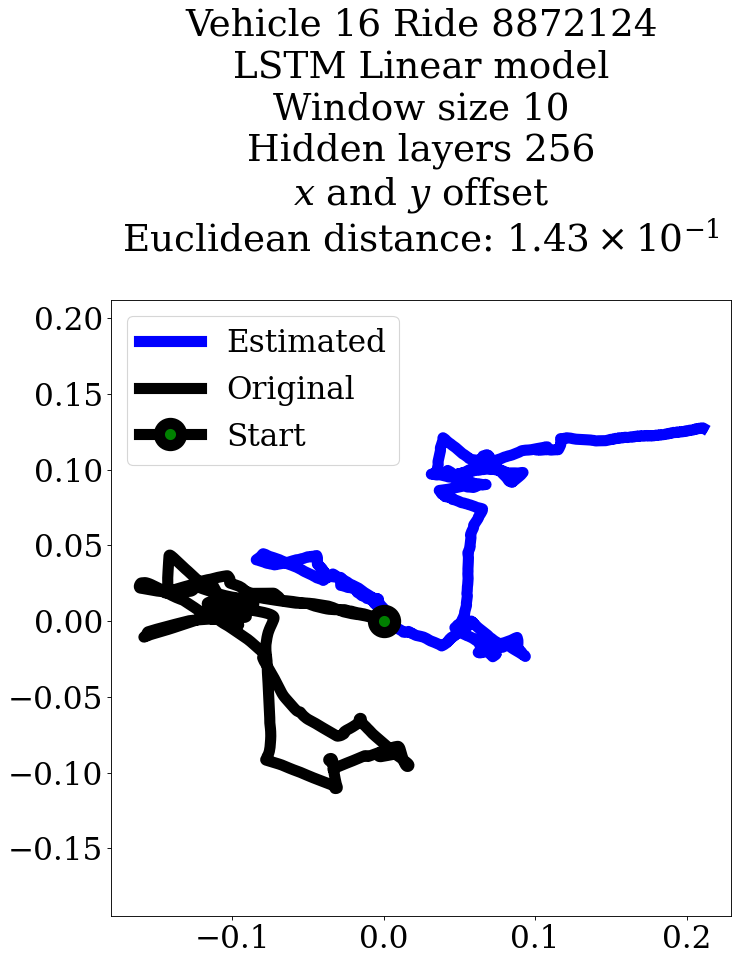 Vehicle 16 Ride 8872124
LSTM Linear model
Window size 10
Hidden layers 256
x and y offset
Euclidean distance: 1.43 × 10⁻¹
Estimated
Original
Start
0.20
0.15
0.10
0.05
0.00
−0.05
−0.10
−0.15
−0.1 0.0 0.1 0.2